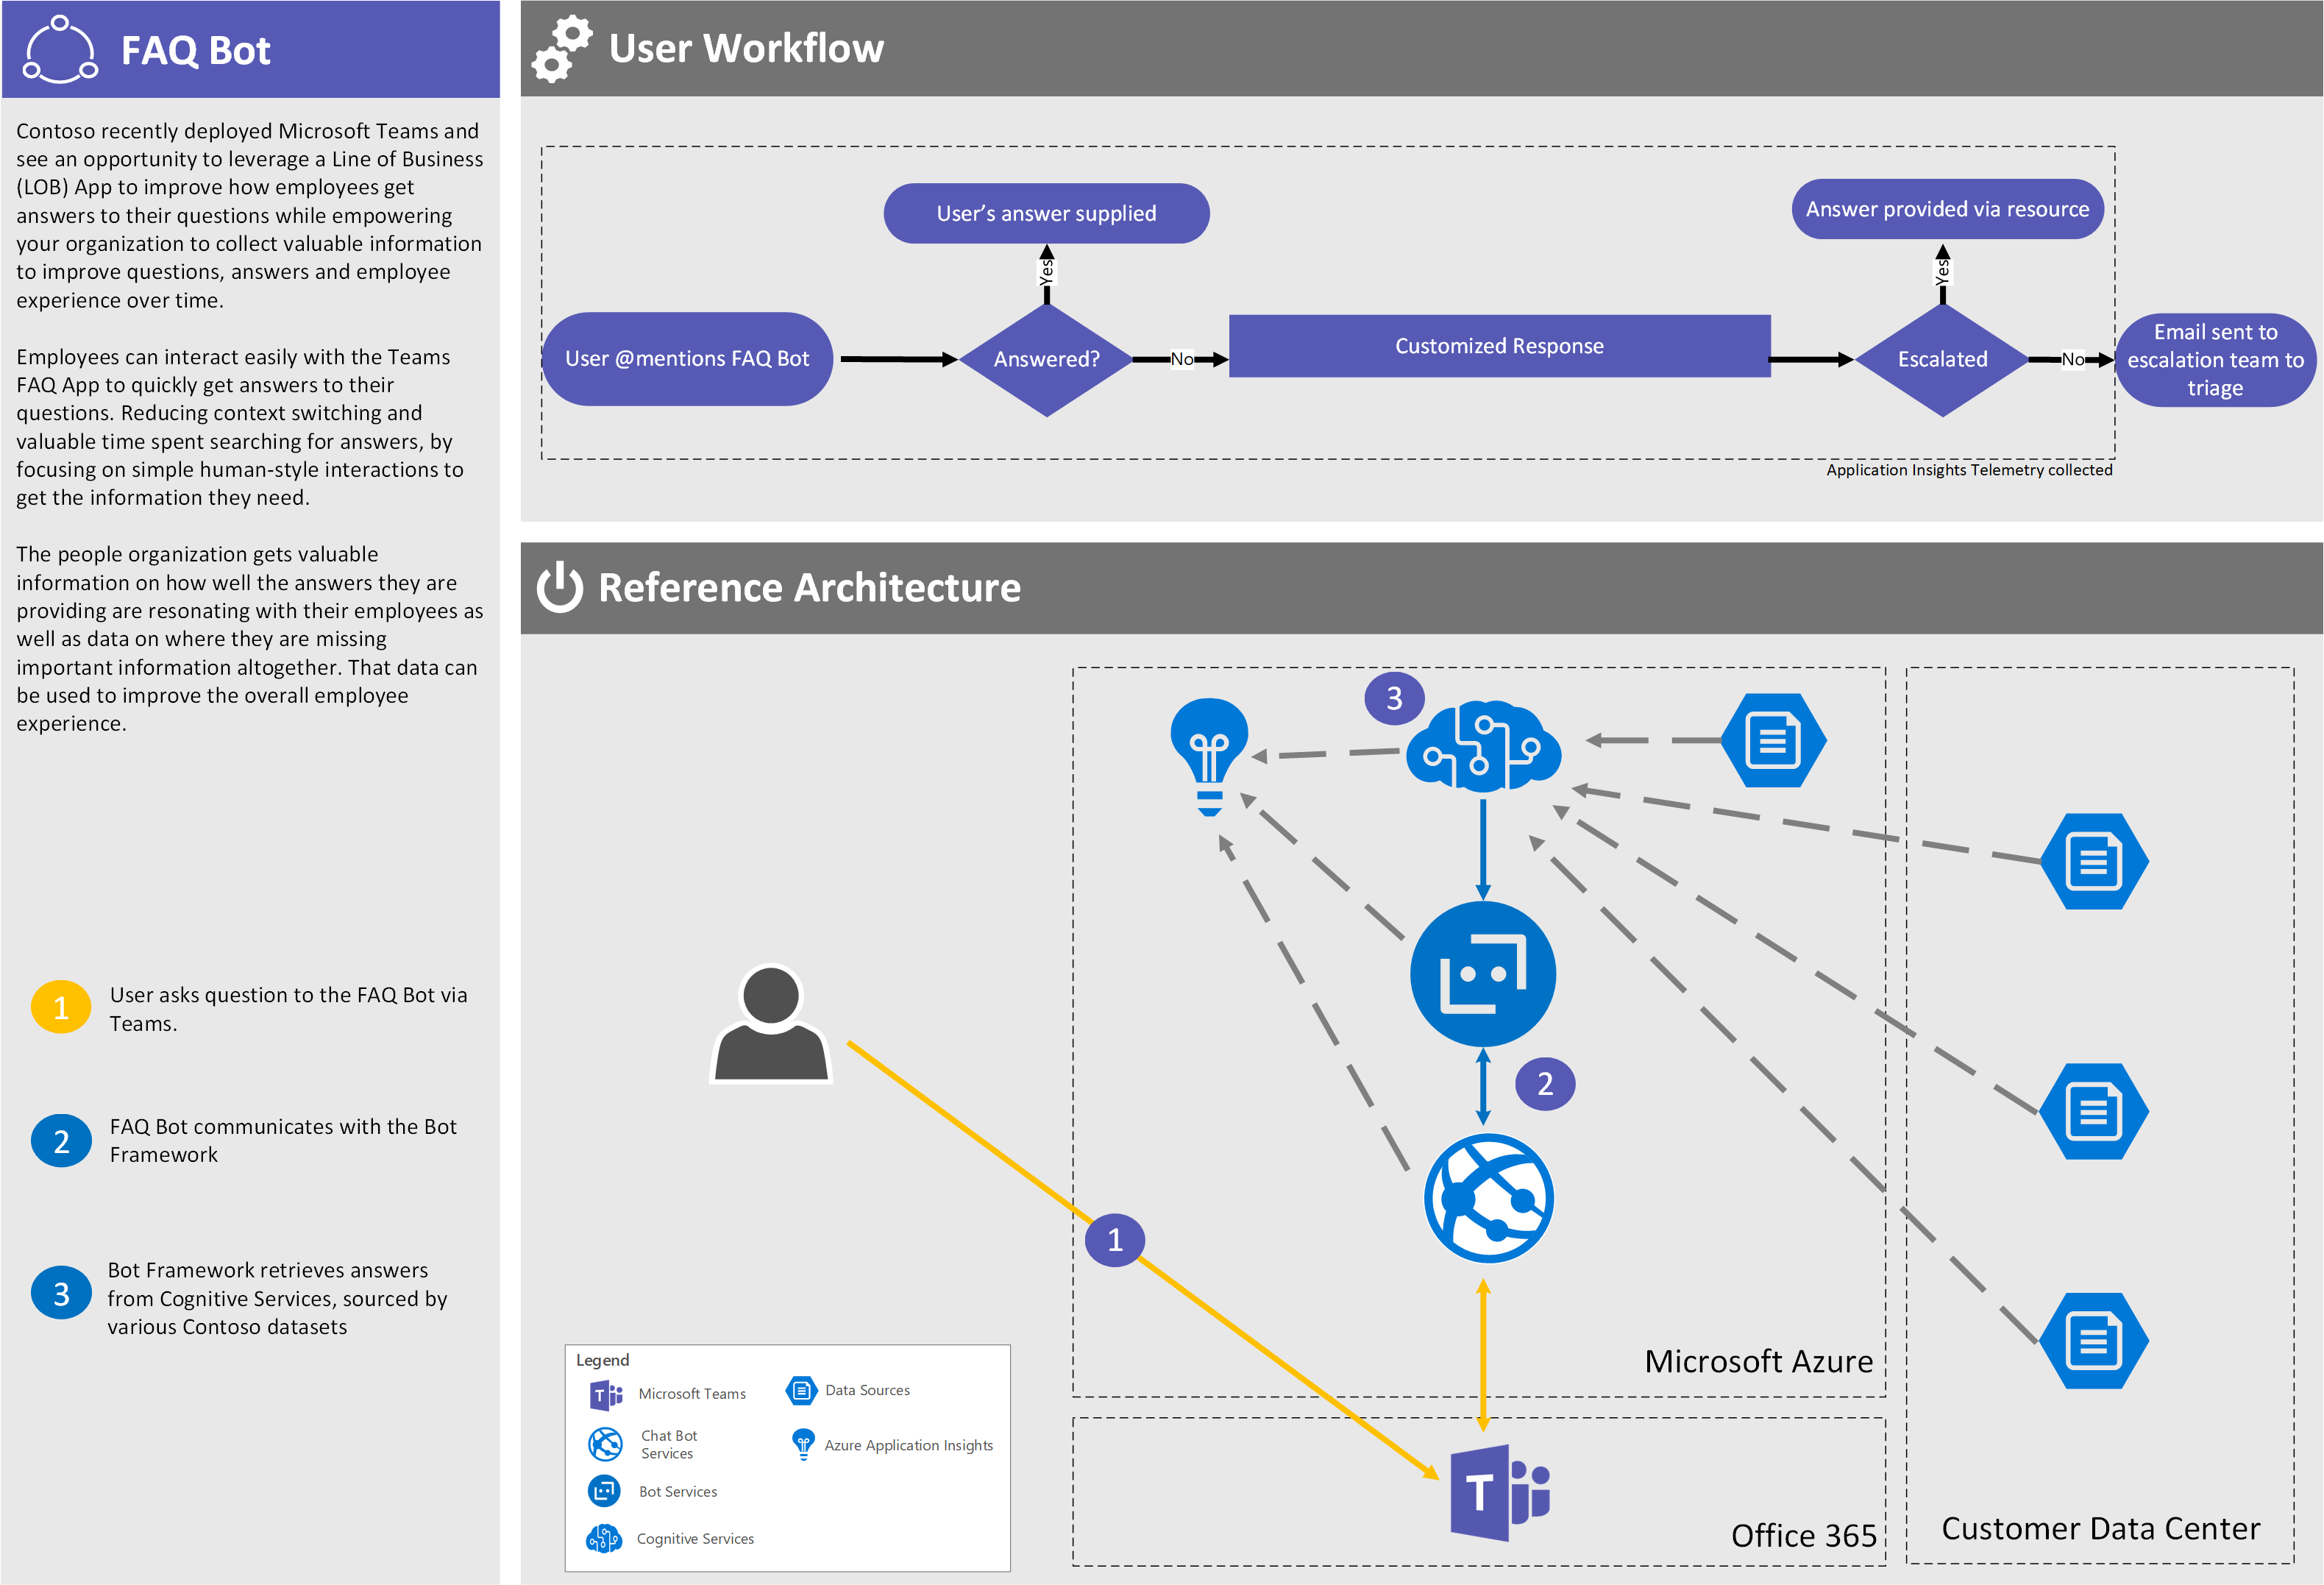 FAQ Bot
Contoso recently deployed Microsoft Teams and
see an opportunity to leverage a Line of Business
(LOB) App to improve how employees get
answers to their questions while empowering
your organization to collect valuable information
to improve questions, answers and employee
experience over time.
Employees can interact easily with the Teams
FAQ App to quickly get answers to their
questions. Reducing context switching and
valuable time spent searching for answers, by
focusing on simple human-style interactions to
get the information they need.
The people organization gets valuable
information on how well the answers they are
providing are resonating with their employees as
well as data on where they are missing
important information altogether. That data can
be used to improve the overall employee
experience.
1
User asks question to the FAQ Bot via
Teams.
2
FAQ Bot communicates with the Bot
Framework
3
Bot Framework retrieves answers
from Cognitive Services, sourced by
various Contoso datasets
User Workflow
User's answer supplied
Answer provided via resource
Yes
Yes
User @mentions FAQ Bot
Answered?
No
Customized Response
Escalated
No
Email sent to
escalation team to
triage
Application Insights Telemetry collected
Reference Architecture
3
2
1
Microsoft Azure
Office 365
Customer Data Center
T
Legend
T
Microsoft Teams
Data Sources
Chat Bot
Services
Azure Application Insights
Bot Services
Cognitive Services